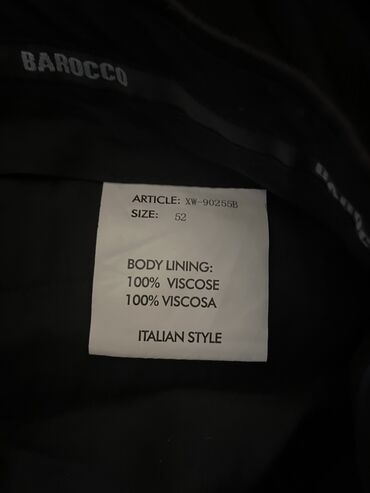 BAROCCO
ARTICLE: XW-90255B
SIZE: 52
BODY LINING:
100% VISCOSE
100% VISCOSA
ITALIAN STYLE